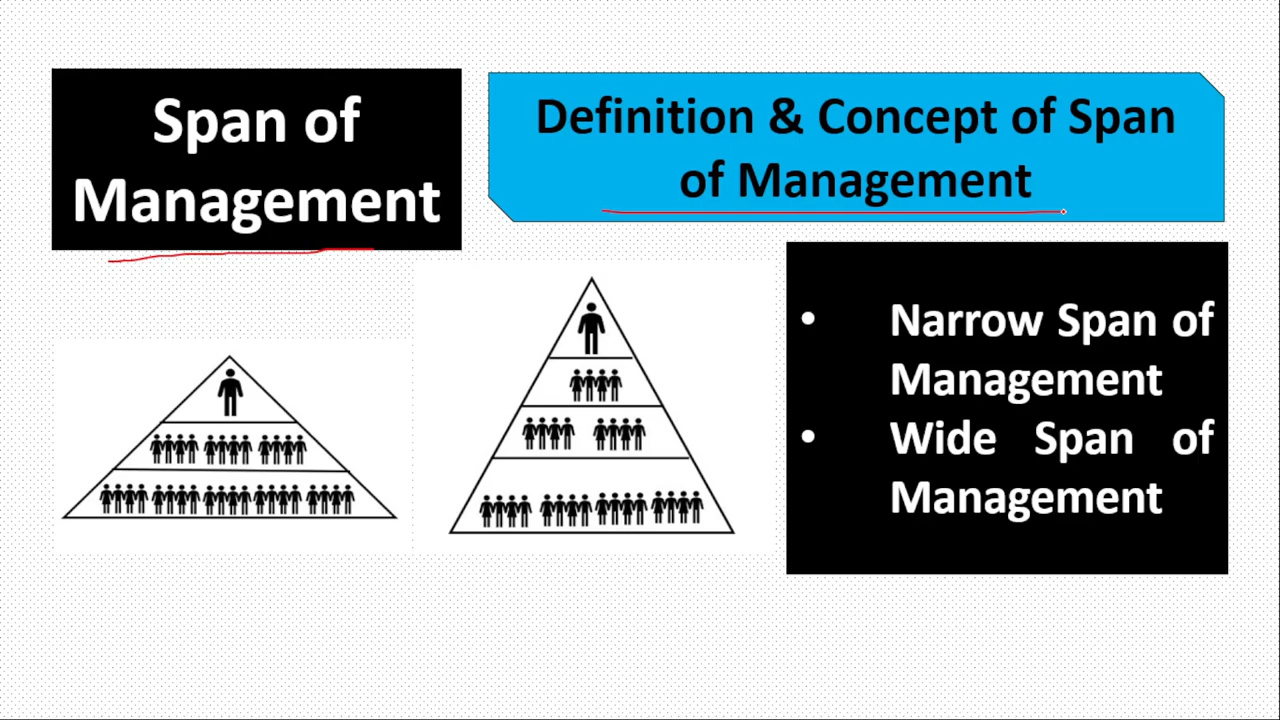 Span of
Management
Definition & Concept of Span
of Management
• Narrow Span of
Management
• Wide Span of
Management